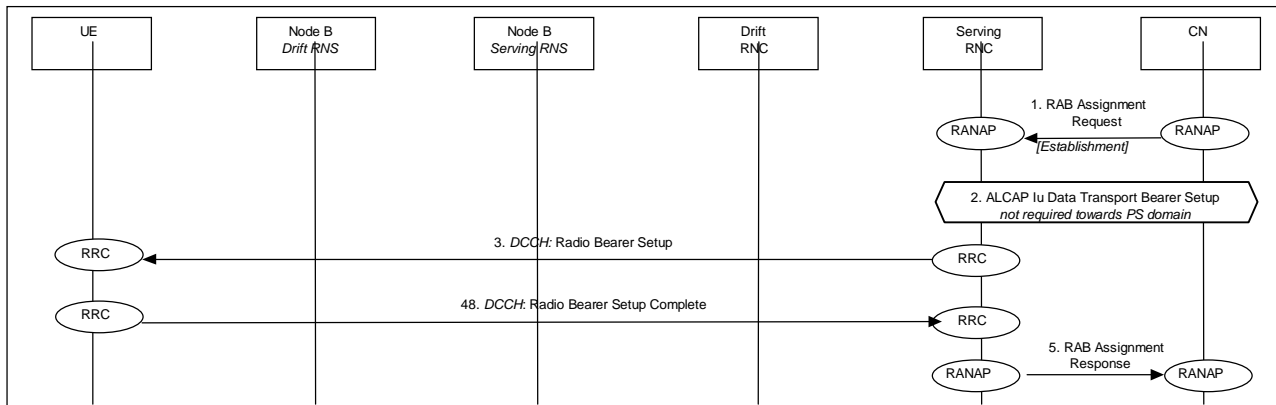 UE
Node B
Drift RNS
Node B
Serving RNS
Drift
RNC
Serving
RNC
CN
1. RAB Assignment
Request
RANAP
RANAP
[Establishment]
2. ALCAP Iu Data Transport Bearer Setup
not required towards PS domain
3. DCCH: Radio Bearer Setup
RRC
RRC
48. DCCH: Radio Bearer Setup Complete
RRC
RRC
5. RAB Assignment
Response
RANAP
RANAP